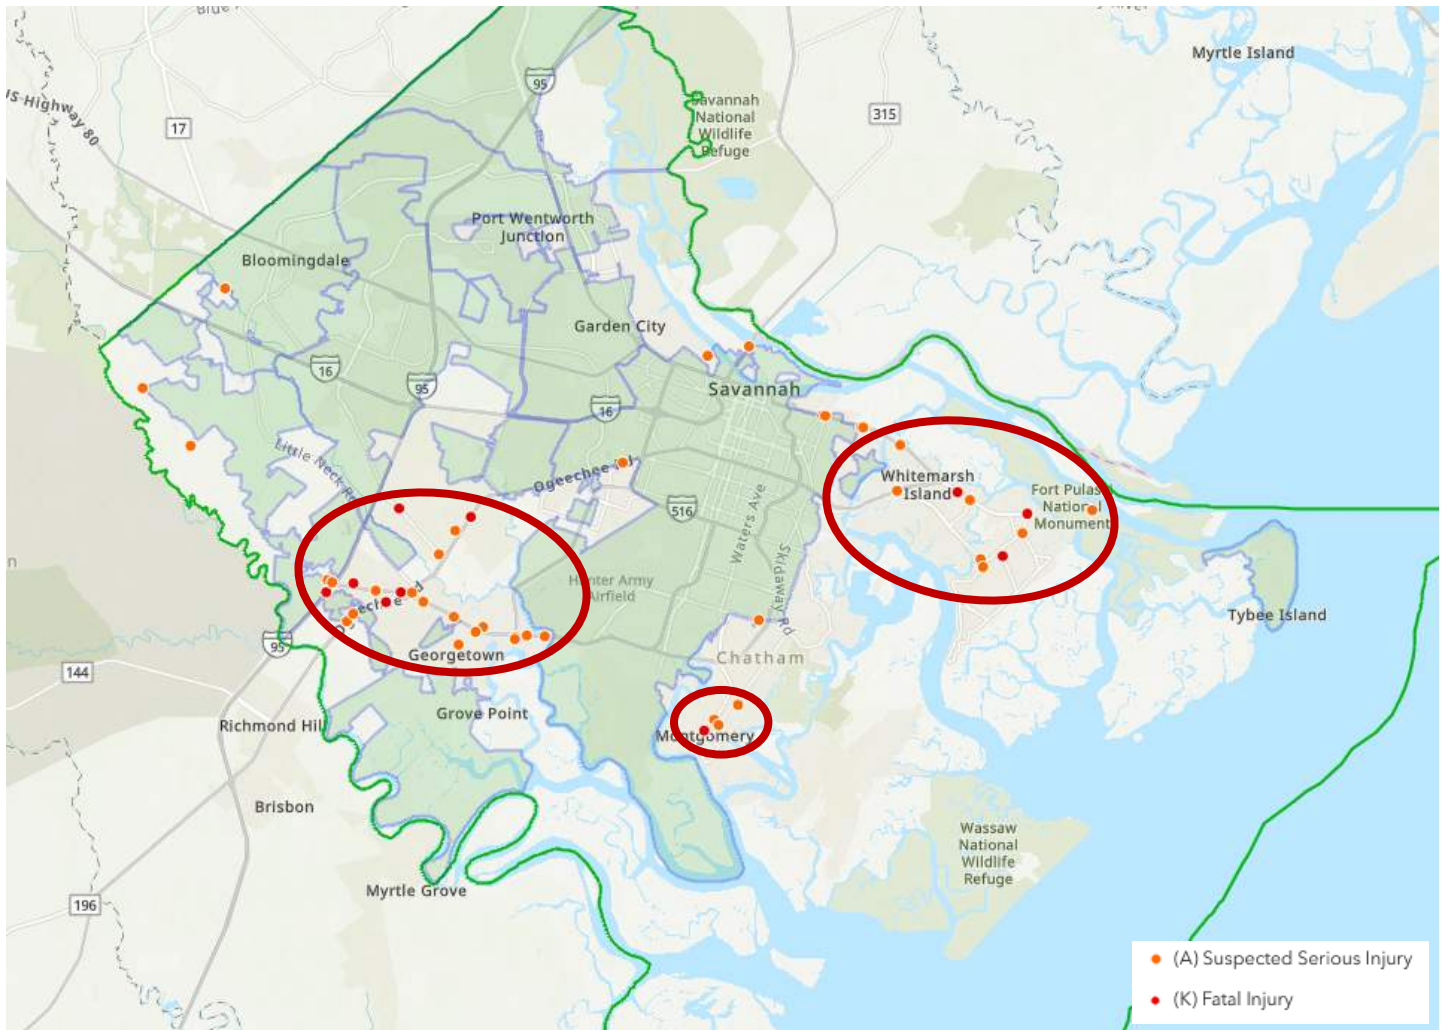 Myrtle Island
95
US Highway 80
17
315
Savannah
National
Wildlife
Refuge
Port Wentworth
Junction
Bloomingdale
Garden City
16
95
16
Savannah
Little Neck R
Ogeechee Rd
516
Waters Ave
Skidaway Rd
Whitemarsh
Island
Fort Pulas
National
Monument
Hunter Army
Airfield
Tybee Island
95
Georgetown
144
Chatham
Richmond Hil
Grove Point
Montgomery
Brisbon
Wassaw
National
Wildlife
Refuge
Myrtle Grove
196
(A) Suspected Serious Injury
(K) Fatal Injury